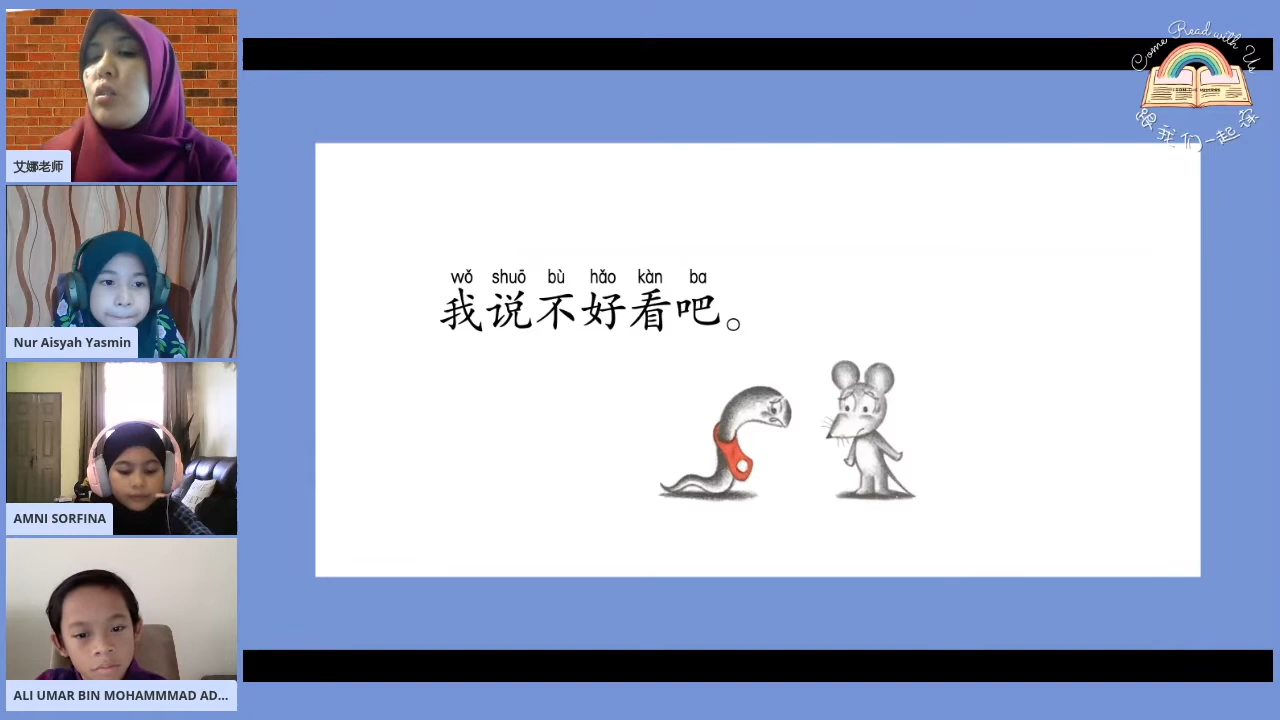 艾娜老师
Nur Aisyah Yasmin
AMNI SORFINA
ALI UMAR BIN MOHAMMMAD AD...
Come Read with Us
跟我们一起读
wǒ shuō bù hǎo kàn ba
我说不好看吧。